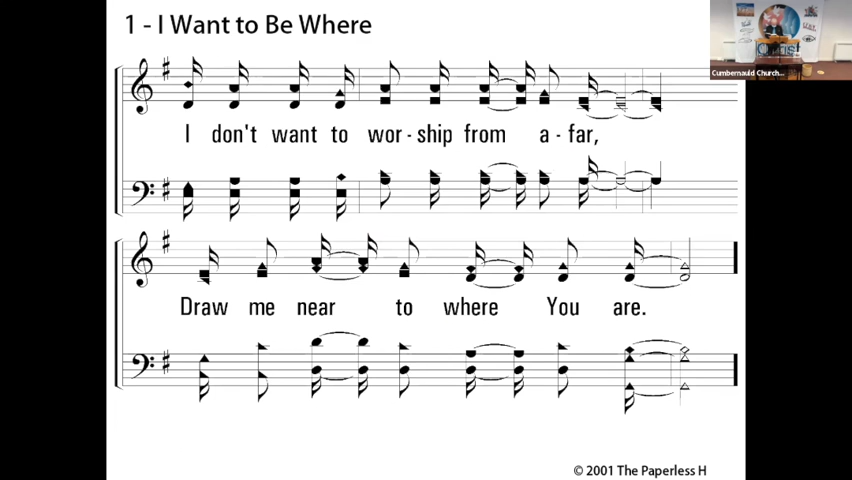 1 - I Want to Be Where
Cumbernauld Church...
I don't want to wor - ship from a - far,
Draw me near to where You are.
© 2001 The Paperless H